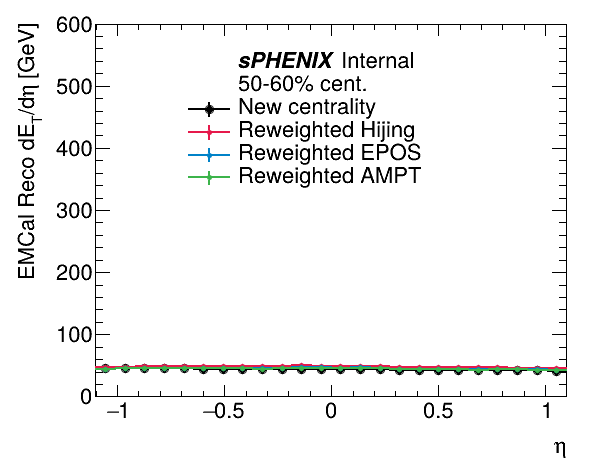 600
500
400
300
200
100
0
EMCal Reco dE_T/dη [GeV]
sPHENIX Internal
50-60% cent.
New centrality
Reweighted Hijing
Reweighted EPOS
Reweighted AMPT
−1 −0.5 0 0.5 1
η